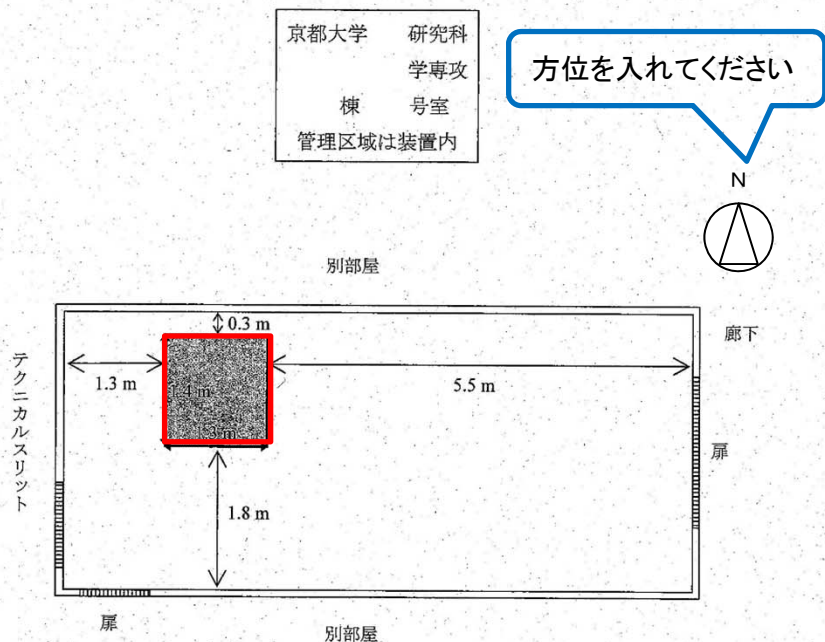 京都大学 研究科
学専攻
棟 号室
管理区域は装置内
方位を入れてください
N
別部屋
0.3 m
廊下
テクニカルスリット
1.3 m
5.5 m
1.4 m
1.3 m
扉
1.8 m
扉
別部屋